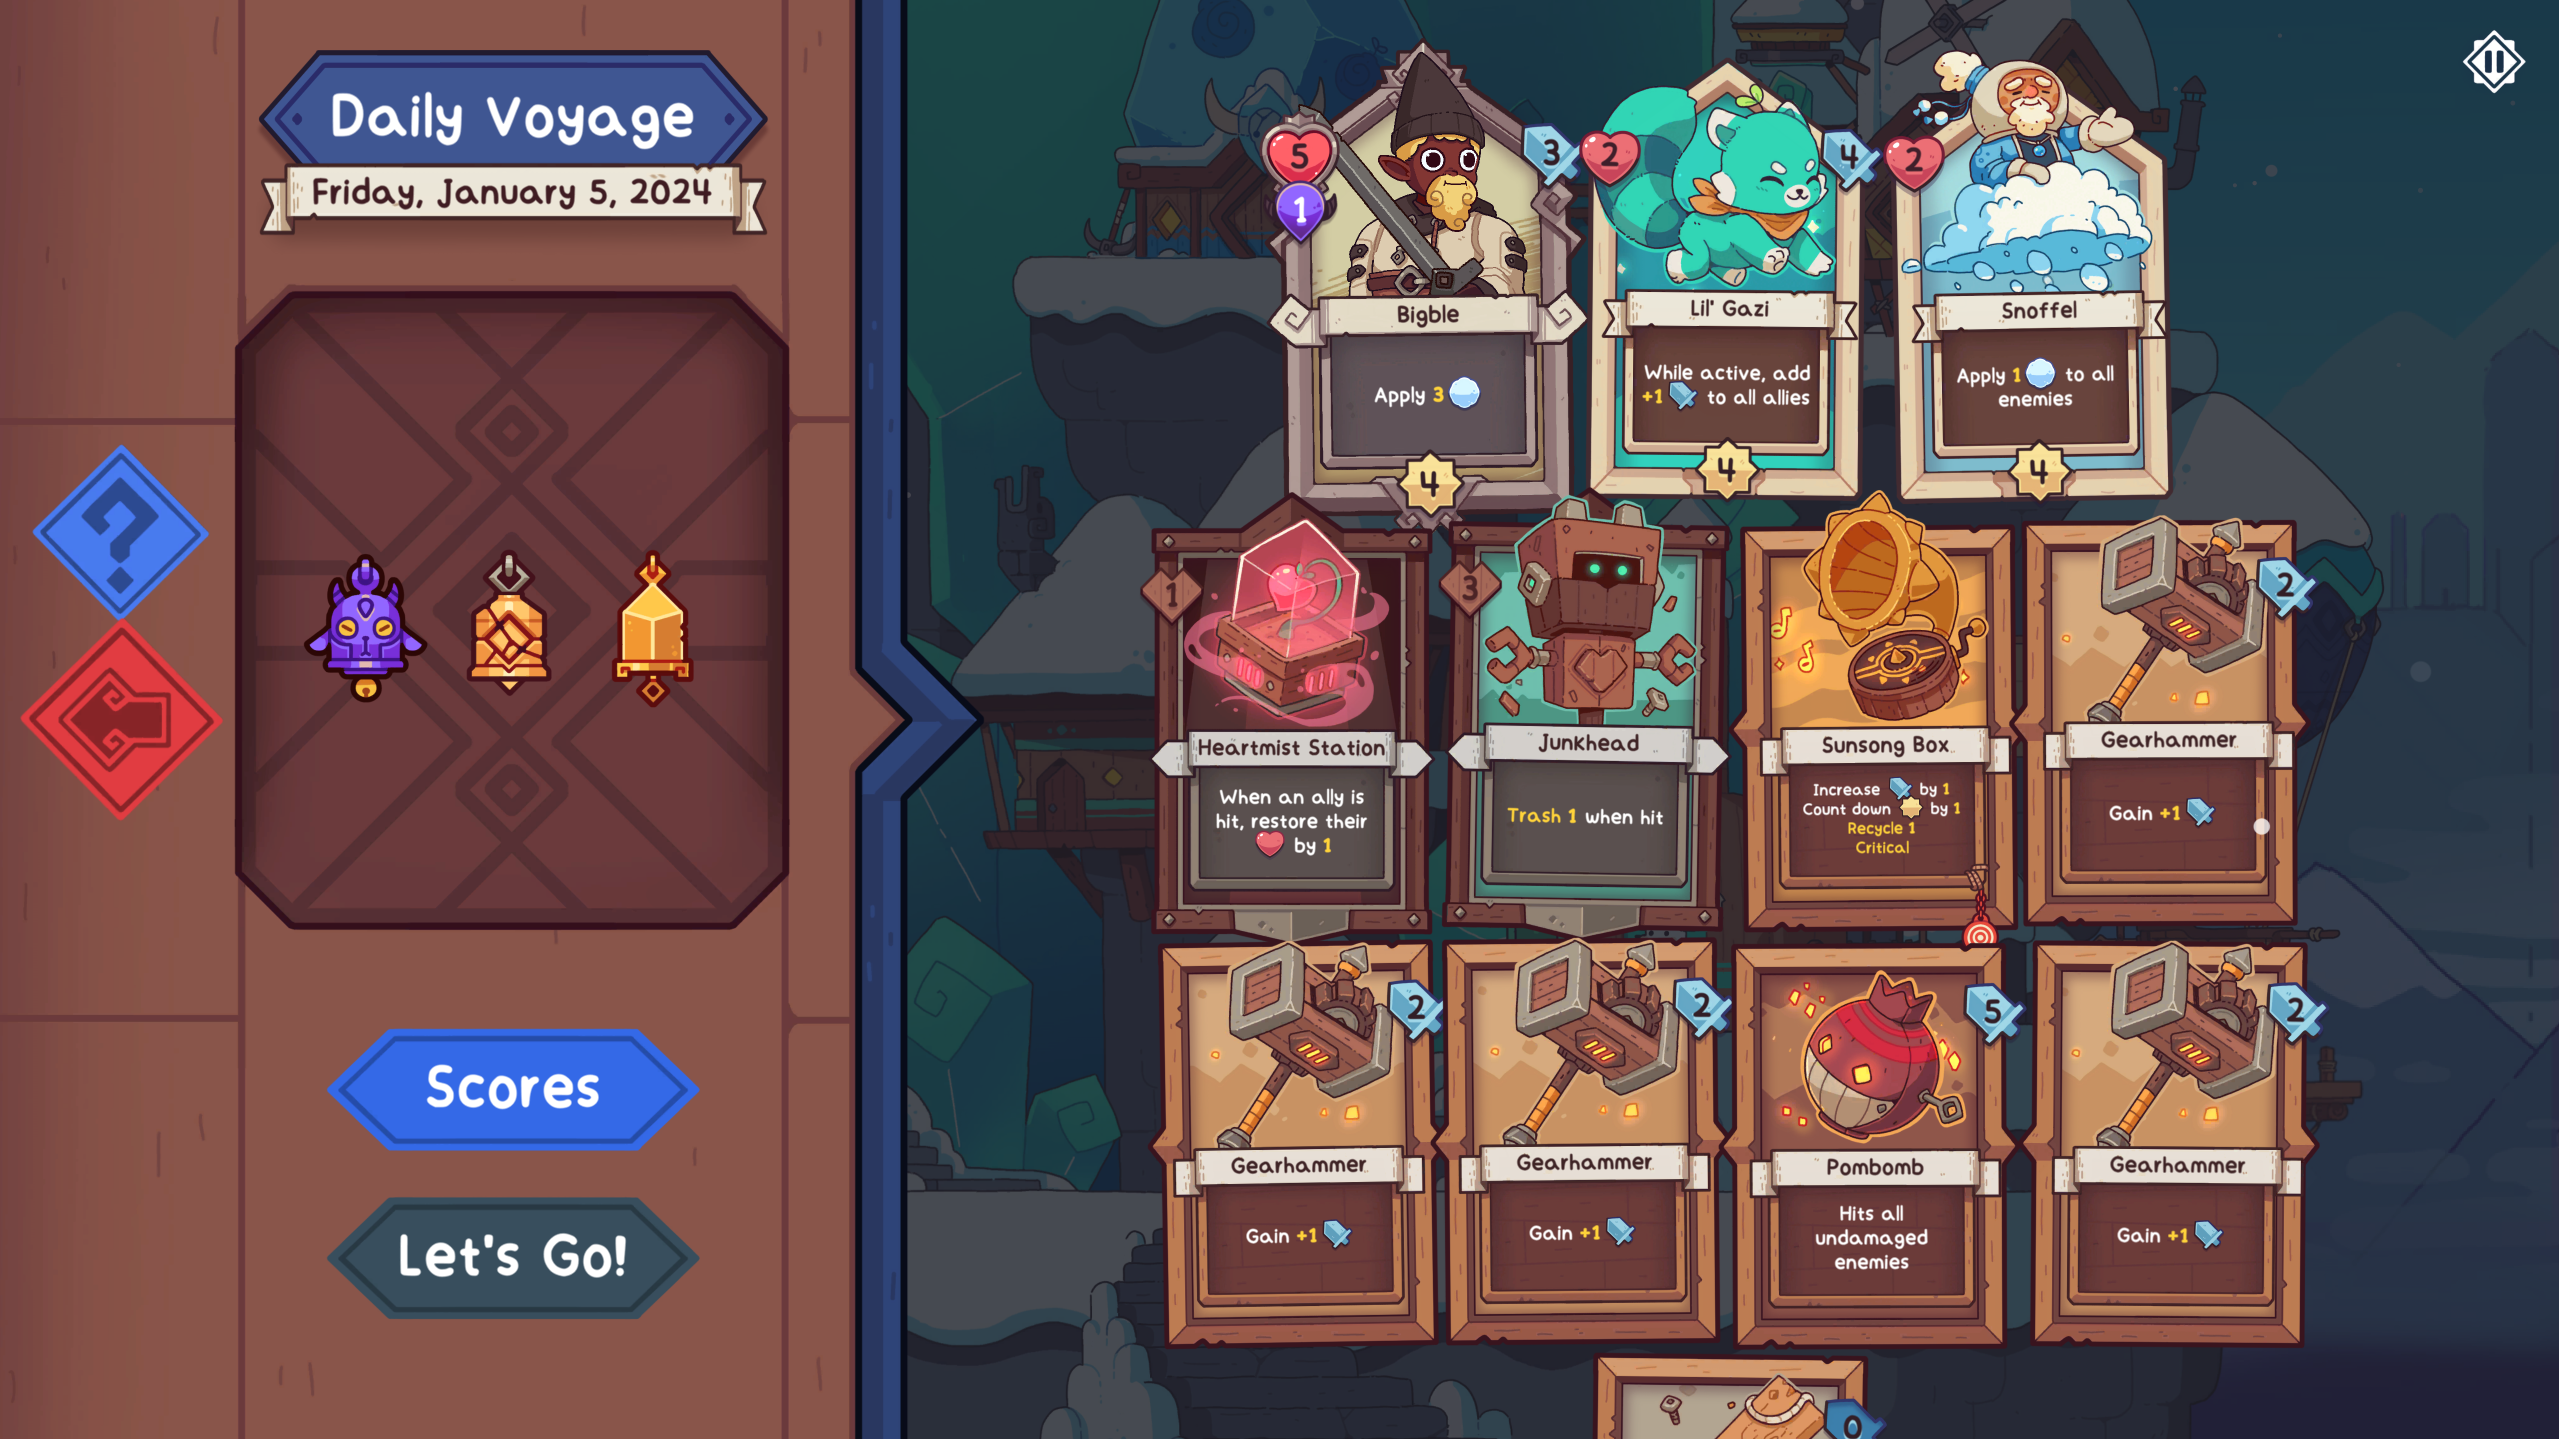 Daily Voyage
Friday, January 5, 2024
?
Scores
Let's Go!
5
1
3
Bigble
Apply 3
4
2
4
Lil' Gazi
While active, add
+1 to all allies
4
2
Snoffel
Apply 1 to all
enemies
4
1
Heartmist Station
When an ally is
hit, restore their
by 1
3
Junkhead
Trash 1 when hit
Sunsong Box
Increase by 1
Count down by 1
Recycle 1
Critical
2
Gearhammer
Gain +1
2
Gearhammer
Gain +1
2
Gearhammer
Gain +1
5
Pombomb
Hits all
undamaged
enemies
2
Gearhammer
Gain +1
0